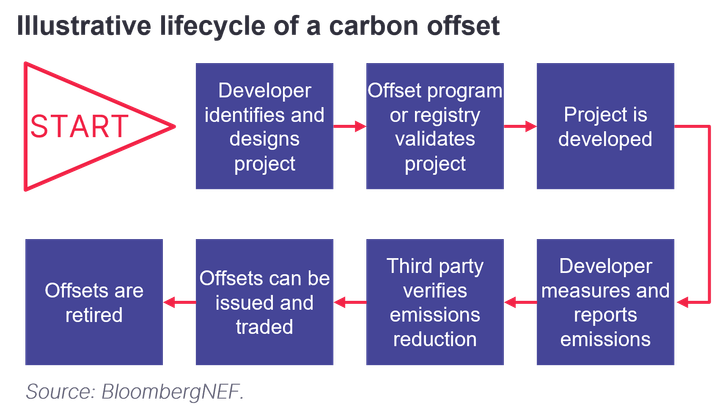 Illustrative lifecycle of a carbon offset
START
Developer
identifies and
designs
project
Offset program
or registry
validates
project
Project is
developed
Developer
measures and
reports
emissions
Third party
verifies
emissions
reduction
Offsets can be
issued and
traded
Offsets are
retired
Source: BloombergNEF.